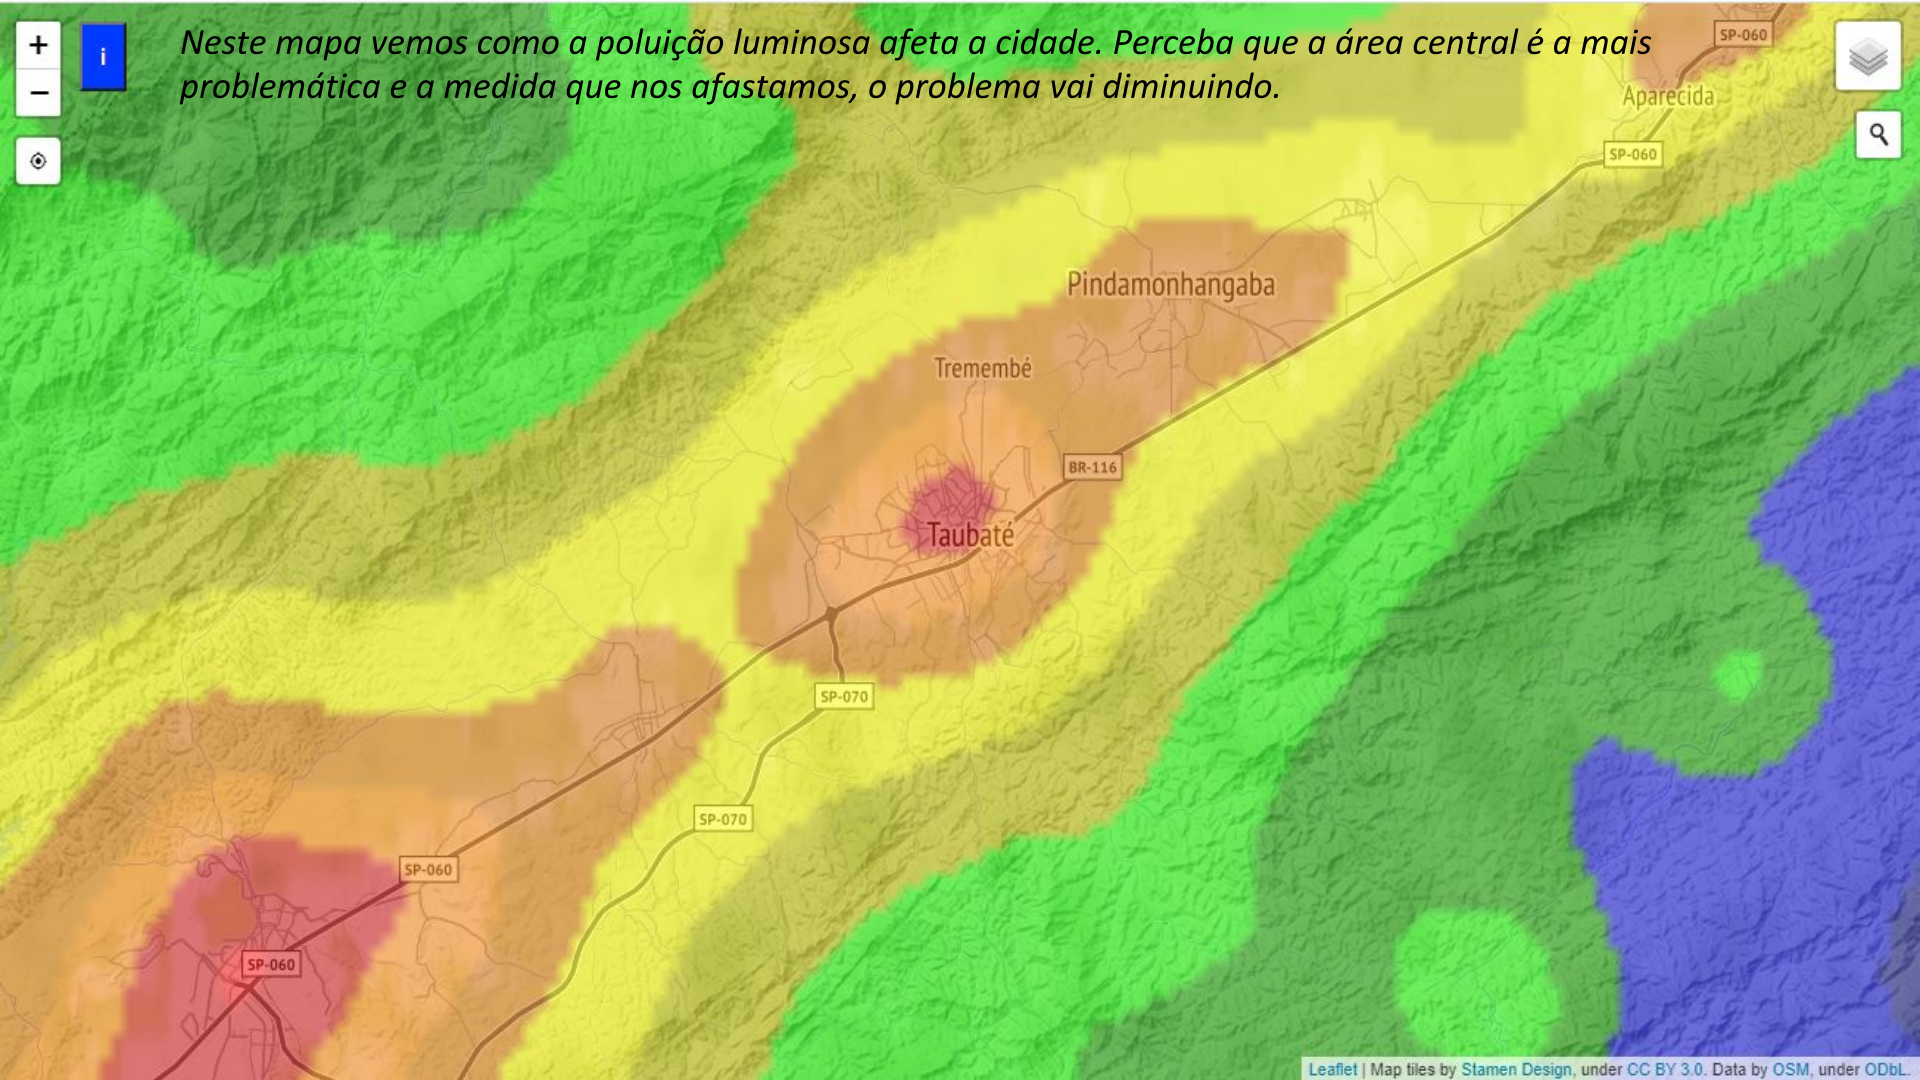 +
i
Neste mapa vemos como a poluição luminosa afeta a cidade. Perceba que a área central é a mais
problemática e a medida que nos afastamos, o problema vai diminuindo.
−
SP-060
Aparecida
SP-060
Pindamonhangaba
Tremembé
BR-116
Taubaté
SP-070
SP-070
SP-060
SP-060
Leaflet | Map tiles by Stamen Design, under CC BY 3.0. Data by OSM, under ODbL.